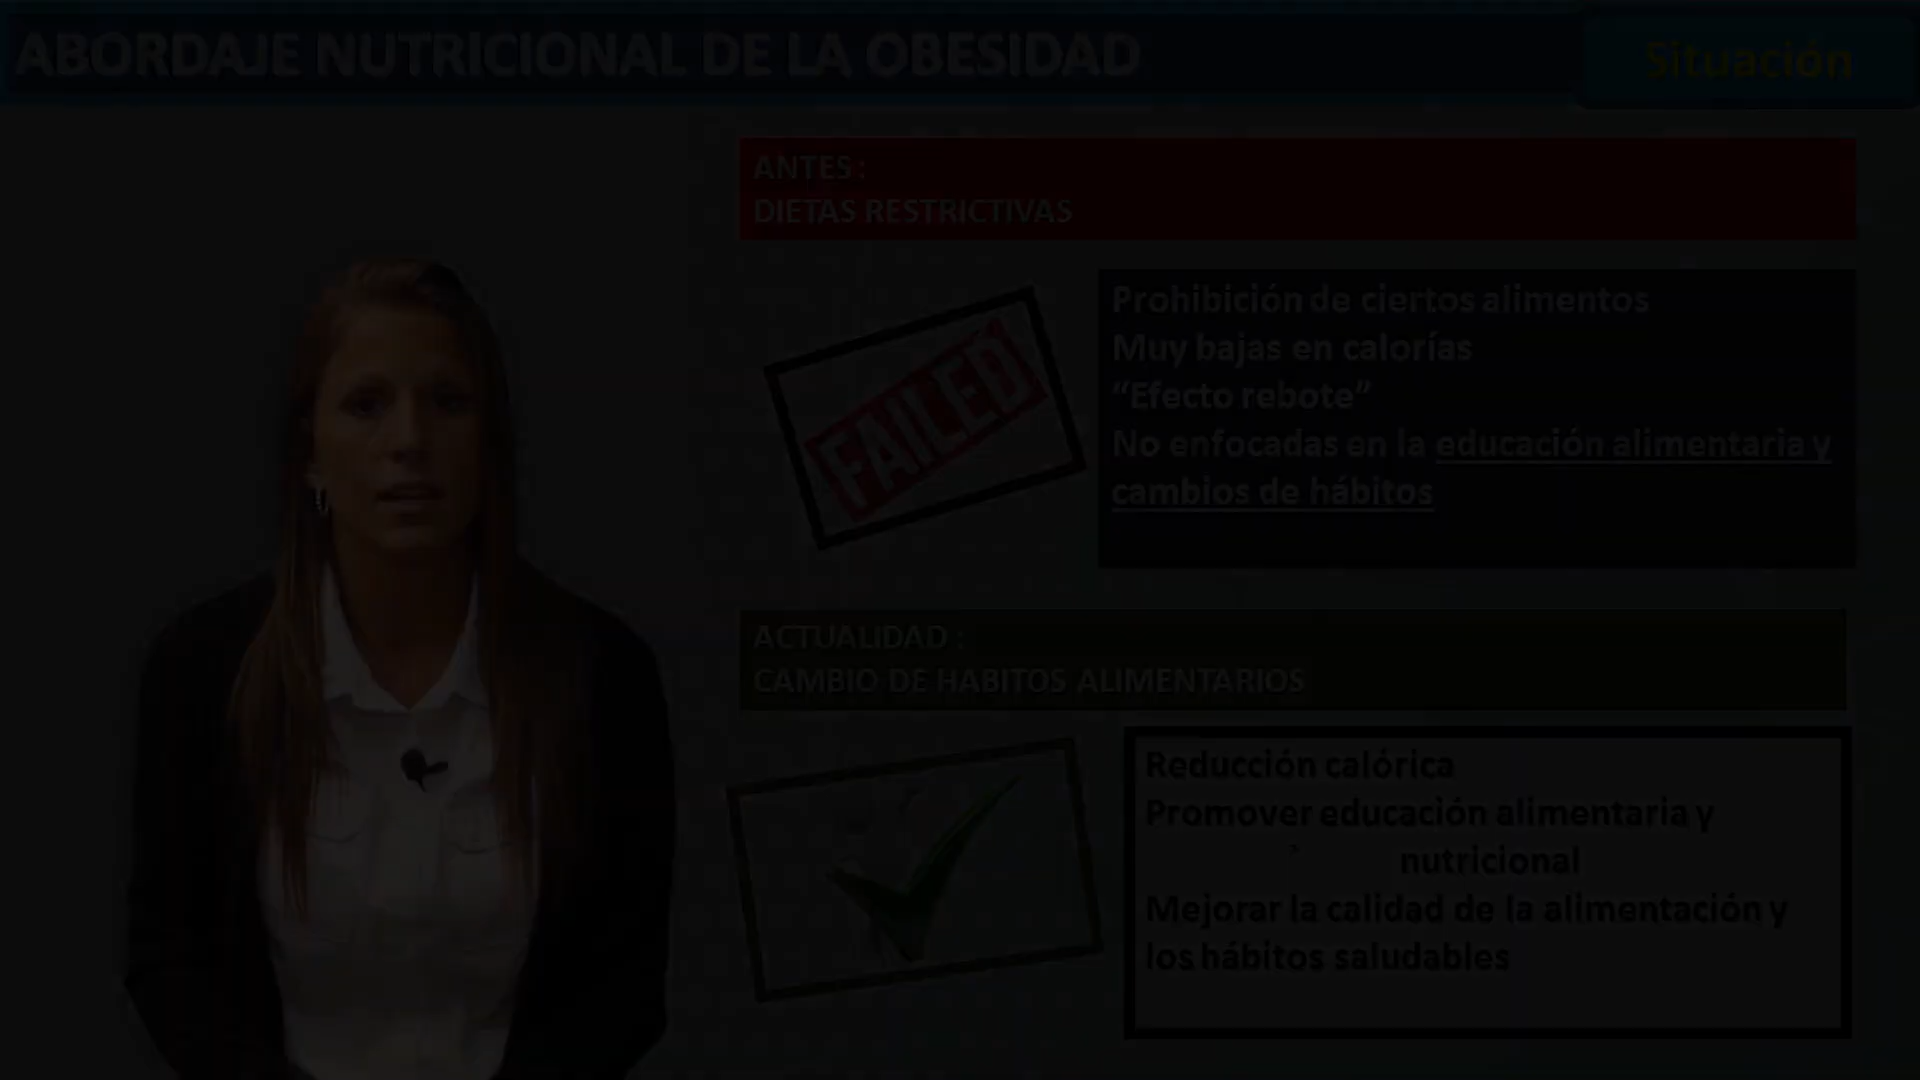 ABORDAJE NUTRICIONAL DE LA OBESIDAD
Situación
ANTES :
DIETAS RESTRICTIVAS
FAILED
Prohibición de ciertos alimentos
Muy bajas en calorías
“Efecto rebote”
No enfocadas en la educación alimentaria y
cambios de hábitos
ACTUALIDAD :
CAMBIO DE HABITOS ALIMENTARIOS
Reducción calórica
Promover educación alimentaria y
nutricional
Mejorar la calidad de la alimentación y
los hábitos saludables